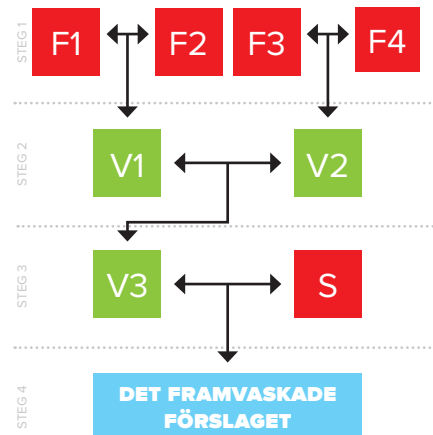 STEG 1
F1
F2
F3
F4
STEG 2
V1
V2
STEG 3
V3
S
STEG 4
DET FRAMVASKADE
FÖRSLAGET